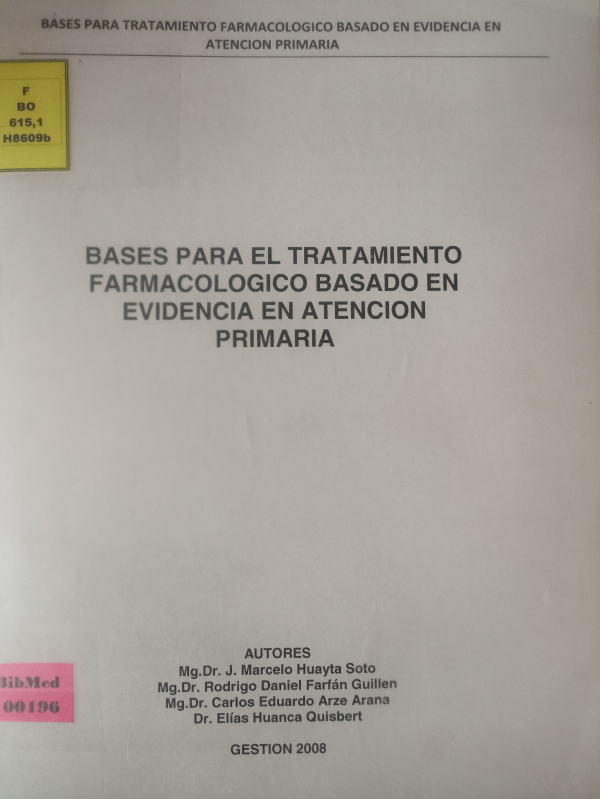 BASES PARA TRATAMIENTO FARMACOLOGICO BASADO EN EVIDENCIA EN
ATENCION PRIMARIA
F
BO
615,1
H8609b
BASES PARA EL TRATAMIENTO
FARMACOLOGICO BASADO EN
EVIDENCIA EN ATENCION
PRIMARIA
AUTORES
Mg.Dr. J. Marcelo Huayta Soto
Mg.Dr. Rodrigo Daniel Farfán Guillen
Mg.Dr. Carlos Eduardo Arze Arana
Dr. Elías Huanca Quisbert
GESTION 2008
BibMed
00196